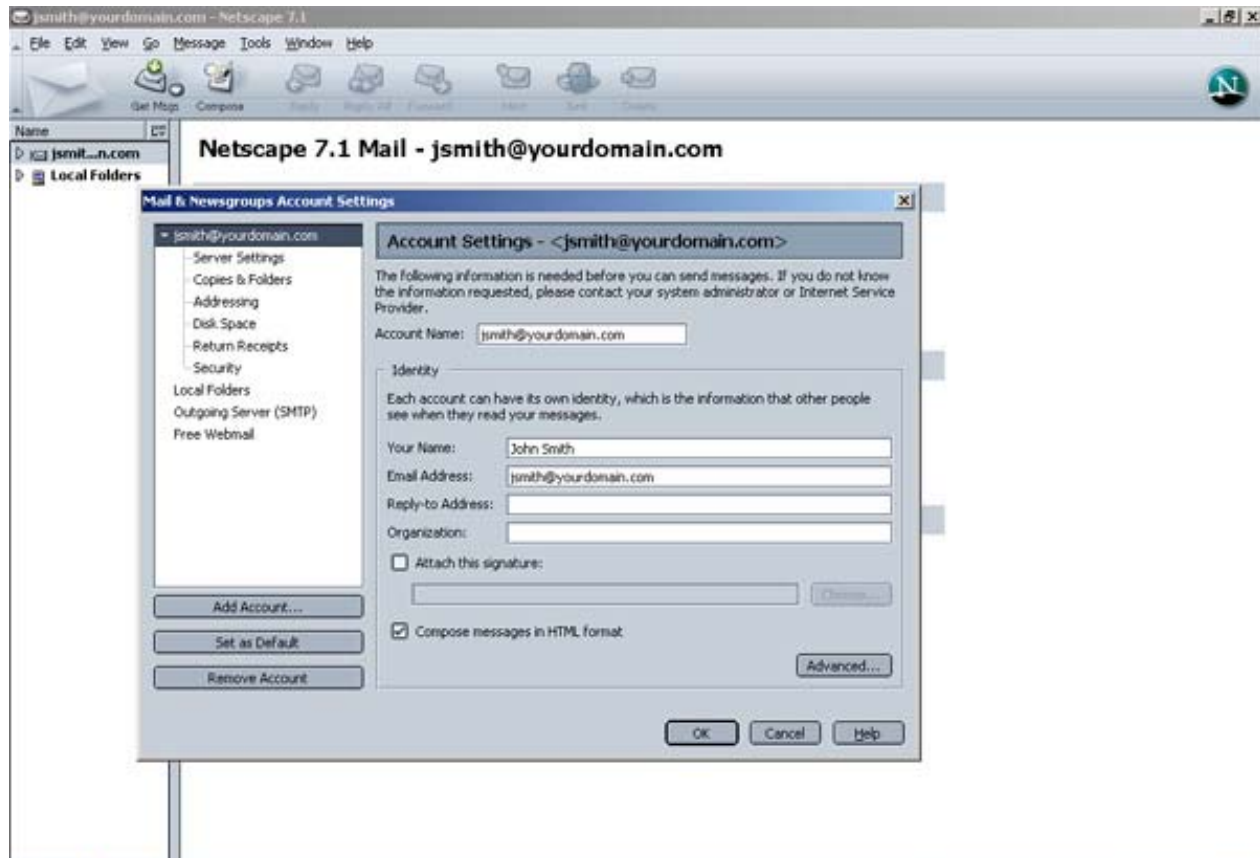 jsmith@yourdomain.com - Netscape 7.1
File Edit View Go Message Tools Window Help
Get Msgs Compose Reply Reply All Forward Next
N
Name
jsmit...n.com
Local Folders
Netscape 7.1 Mail - jsmith@yourdomain.com
Mail & Newsgroups Account Settings
jsmith@yourdomain.com
Server Settings
Copies & Folders
Addressing
Disk Space
Return Receipts
Security
Local Folders
Outgoing Server (SMTP)
Free Webmail
Add Account...
Set as Default
Remove Account
Account Settings - <jsmith@yourdomain.com>
The following information is needed before you can send messages. If you do not know
the information requested, please contact your system administrator or Internet Service
Provider.
Account Name: jsmith@yourdomain.com
Identity
Each account can have its own identity, which is the information that other people
see when they read your messages.
Your Name: John Smith
Email Address: jsmith@yourdomain.com
Reply-to Address:
Organization:
Attach this signature:
Choose...
Compose messages in HTML format
Advanced...
OK Cancel Help